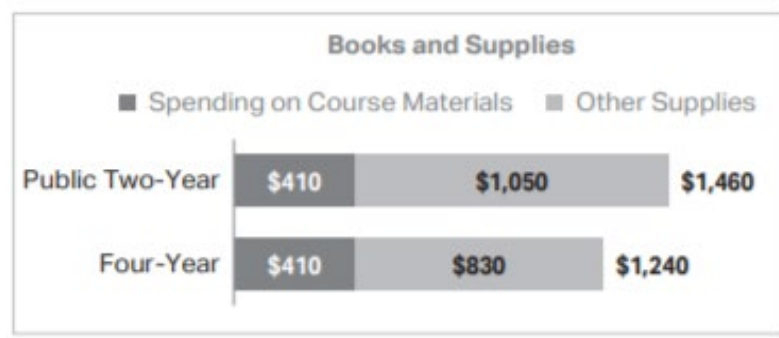 Books and Supplies
Spending on Course Materials Other Supplies
Public Two-Year $410 $1,050 $1,460
Four-Year $410 $830 $1,240